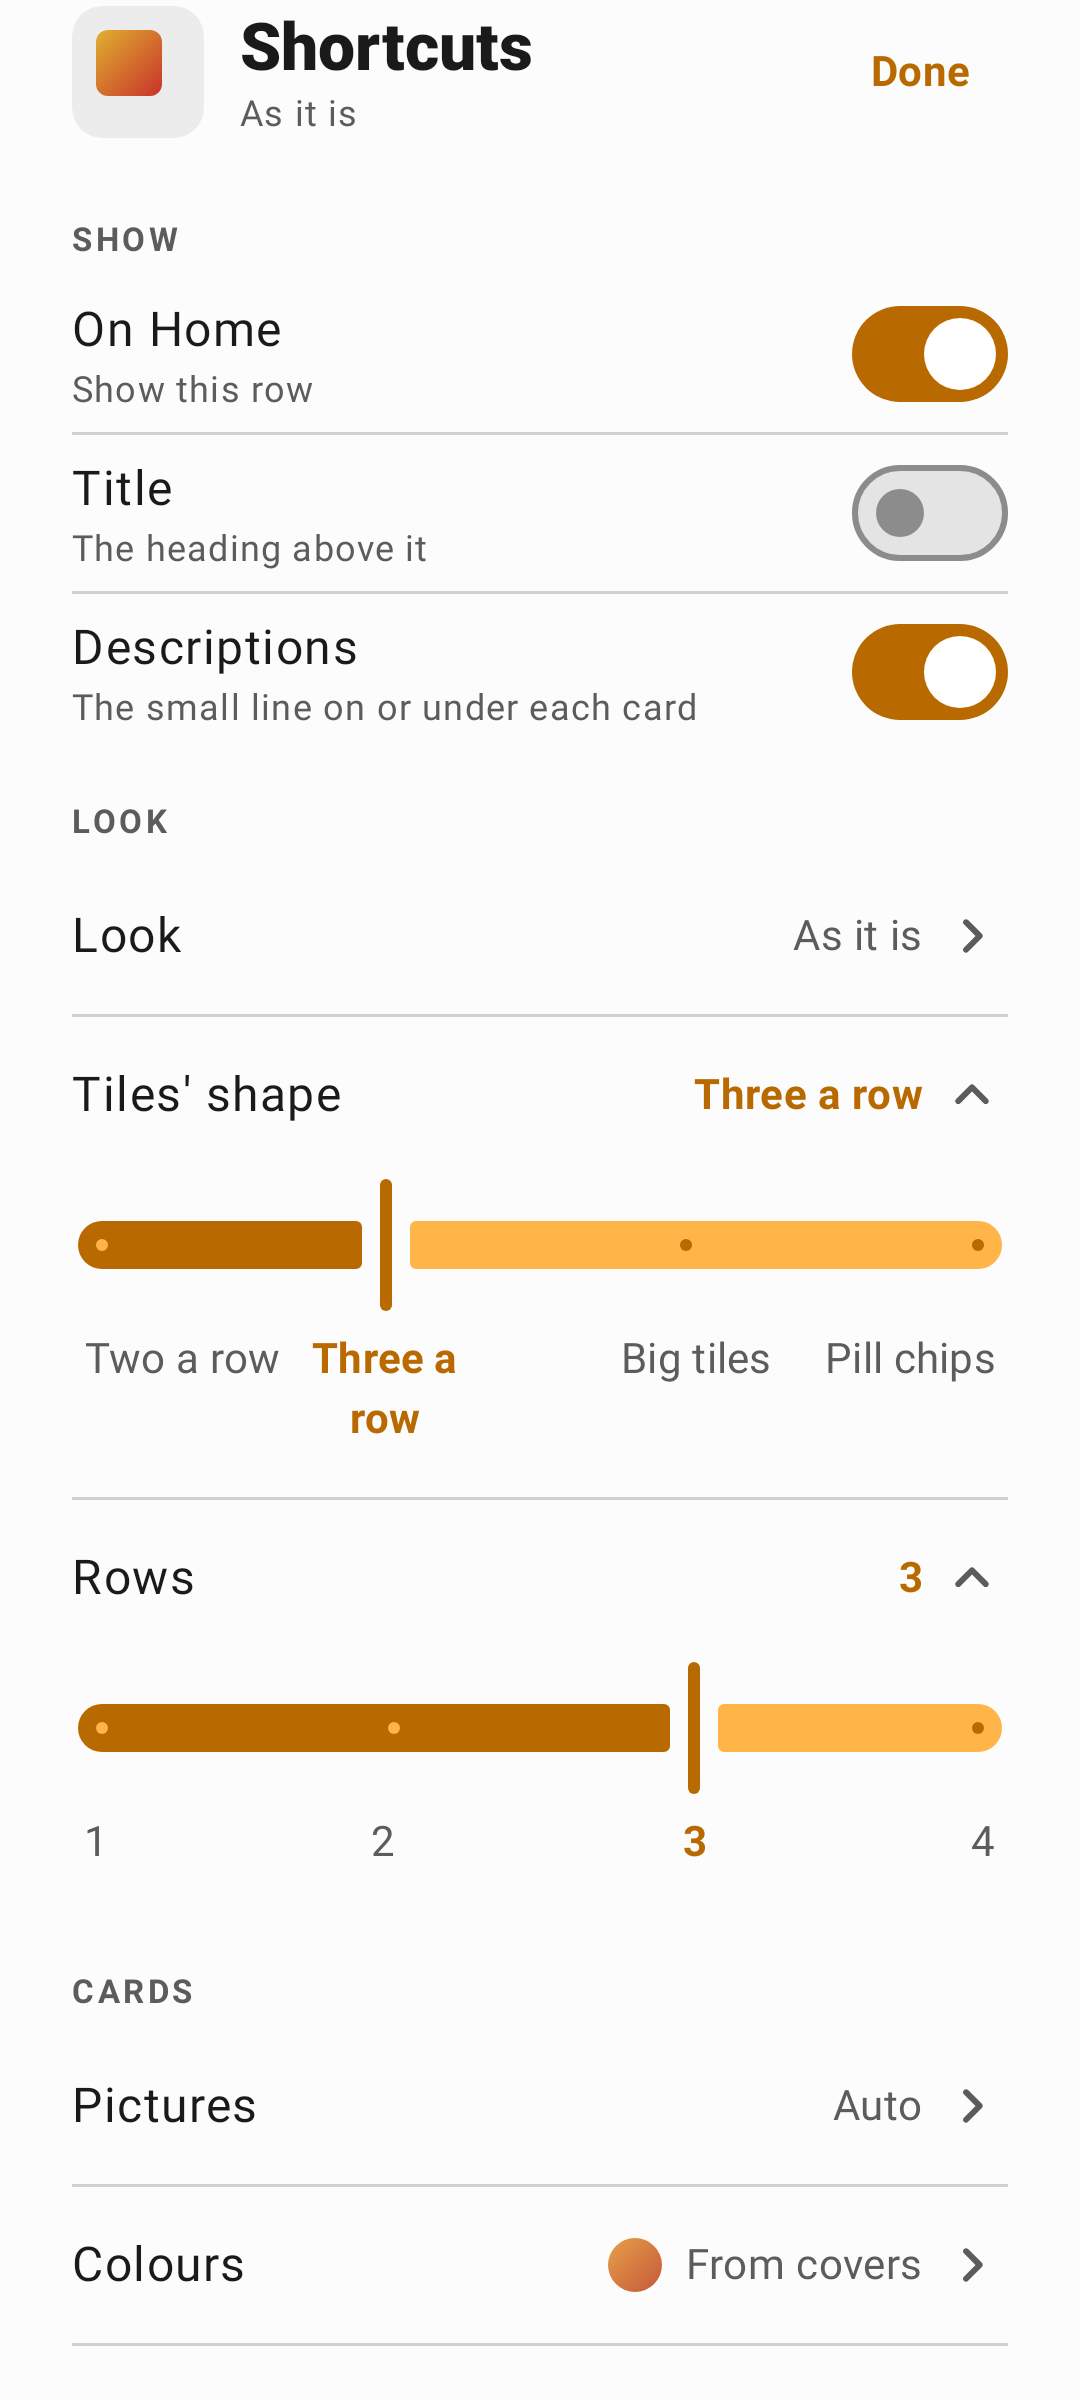 Shortcuts
As it is
Done
SHOW
On Home
Show this row
Title
The heading above it
Descriptions
The small line on or under each card
LOOK
Look
As it is
Tiles' shape
Three a row
Two a row
Three a
row
Big tiles
Pill chips
Rows
3
1
2
3
4
CARDS
Pictures
Auto
Colours
From covers